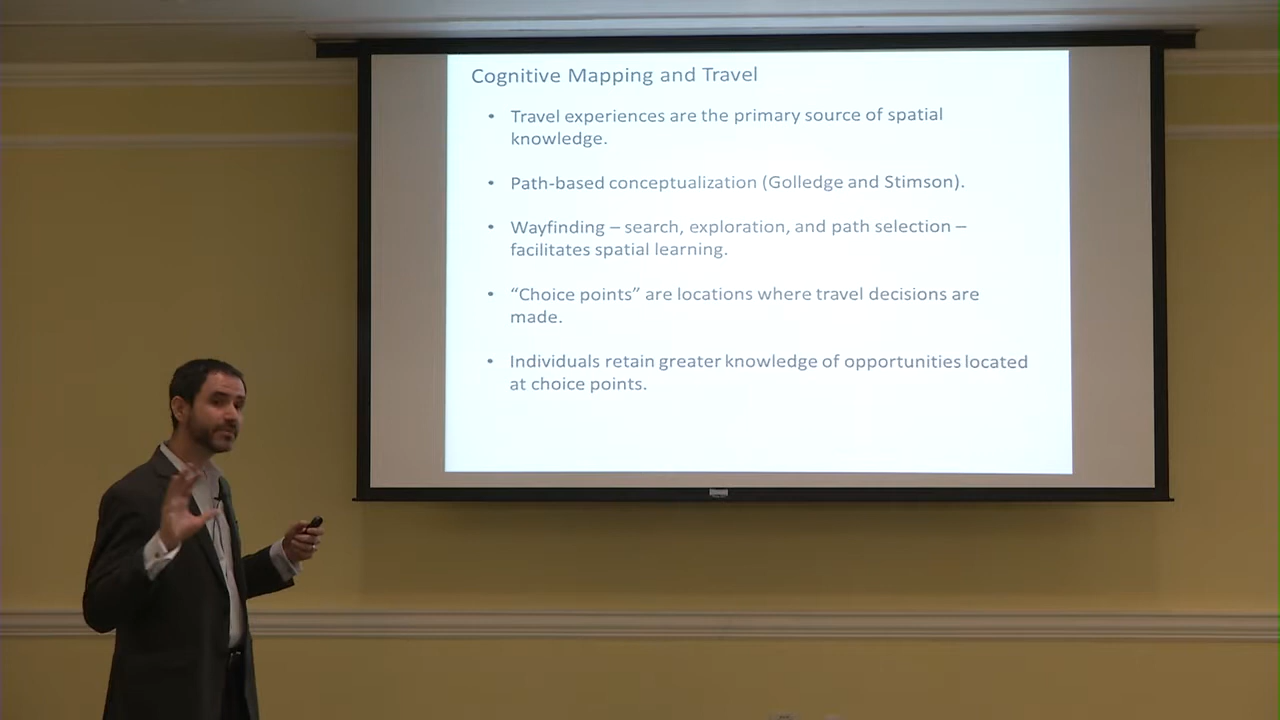 Cognitive Mapping and Travel
• Travel experiences are the primary source of spatial
knowledge.
• Path-based conceptualization (Golledge and Stimson).
• Wayfinding – search, exploration, and path selection –
facilitates spatial learning.
• “Choice points” are locations where travel decisions are
made.
• Individuals retain greater knowledge of opportunities located
at choice points.